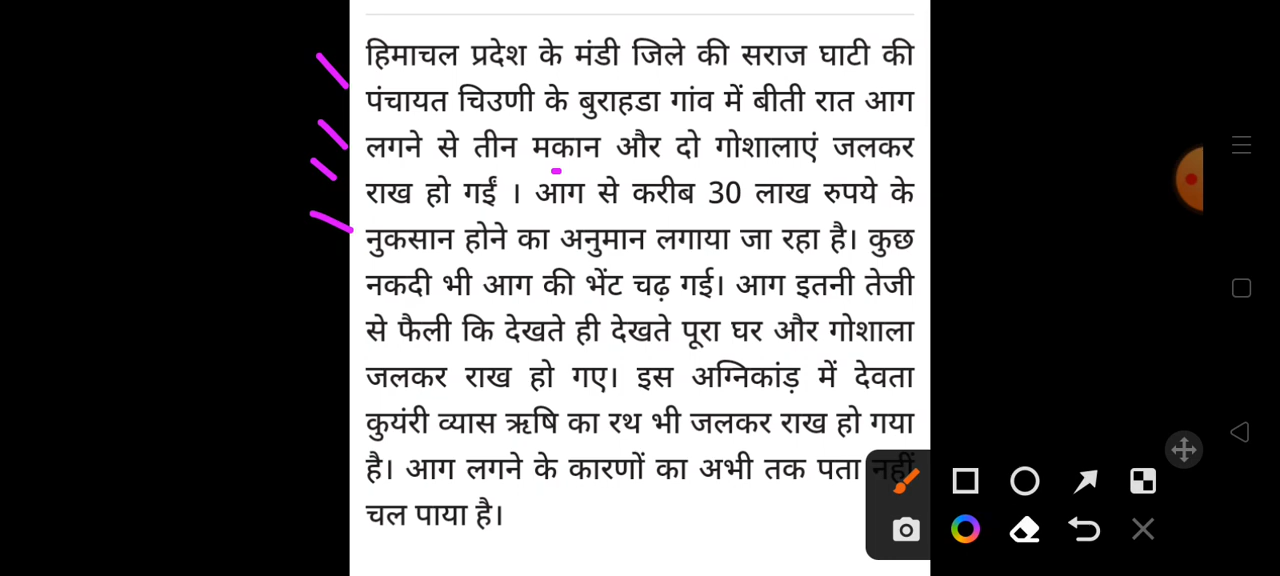 हिमाचल प्रदेश के मंडी जिले की सराज घाटी की
पंचायत चिउणी के बुराहडा गांव में बीती रात आग
लगने से तीन मकान और दो गोशालाएं जलकर
राख हो गईं । आग से करीब 30 लाख रुपये के
नुकसान होने का अनुमान लगाया जा रहा है। कुछ
नकदी भी आग की भेंट चढ़ गई। आग इतनी तेजी
से फैली कि देखते ही देखते पूरा घर और गोशाला
जलकर राख हो गए। इस अग्निकांड़ में देवता
कुयंरी व्यास ऋषि का रथ भी जलकर राख हो गया
है। आग लगने के कारणों का अभी तक पता नहीं
चल पाया है।